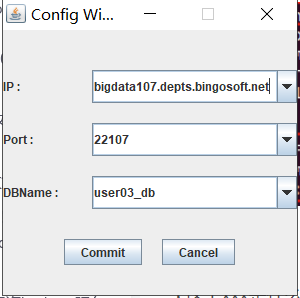 Config Wi...
IP :
bigdata107.depts.bingosoft.net
Port :
22107
DBName :
user03_db
Commit
Cancel